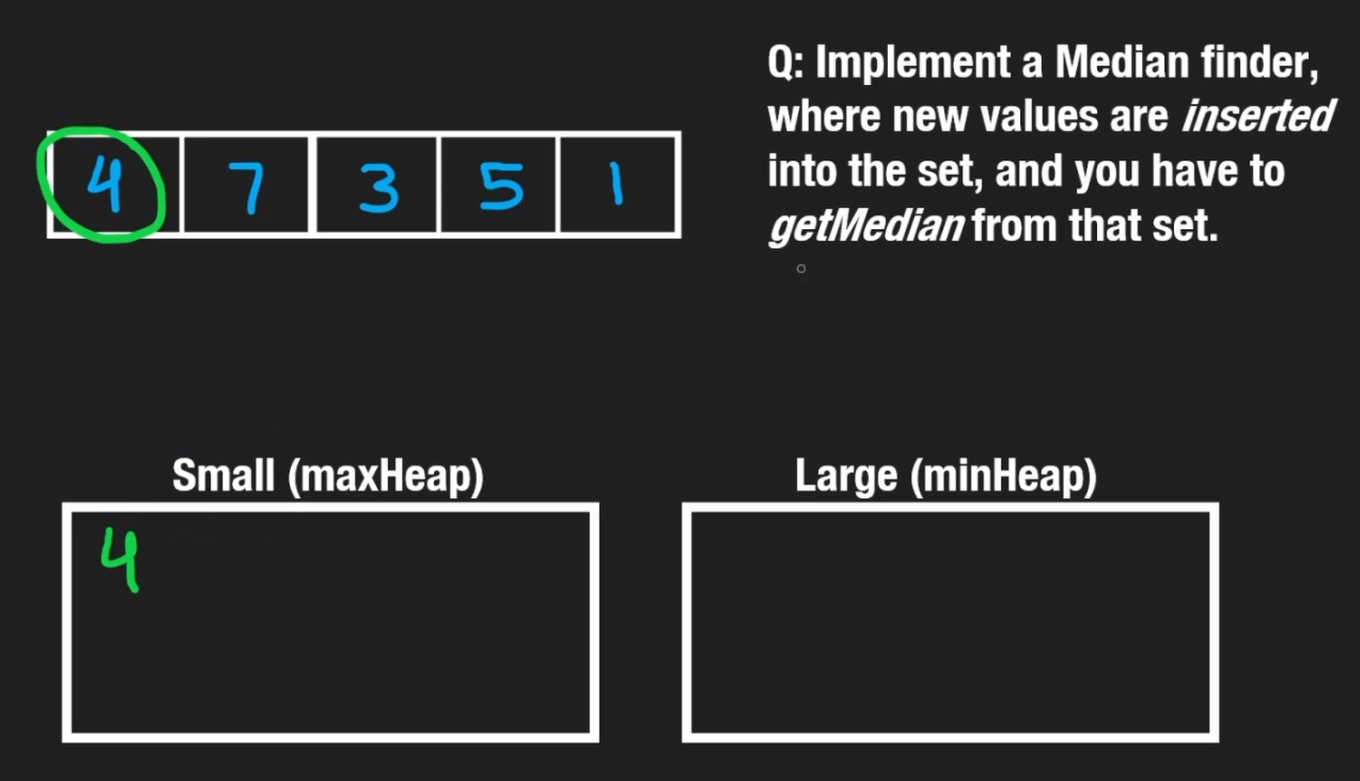 Q: Implement a Median finder,
where new values are inserted
into the set, and you have to
getMedian from that set.
4 7 3 5 1
Small (maxHeap)
Large (minHeap)
4